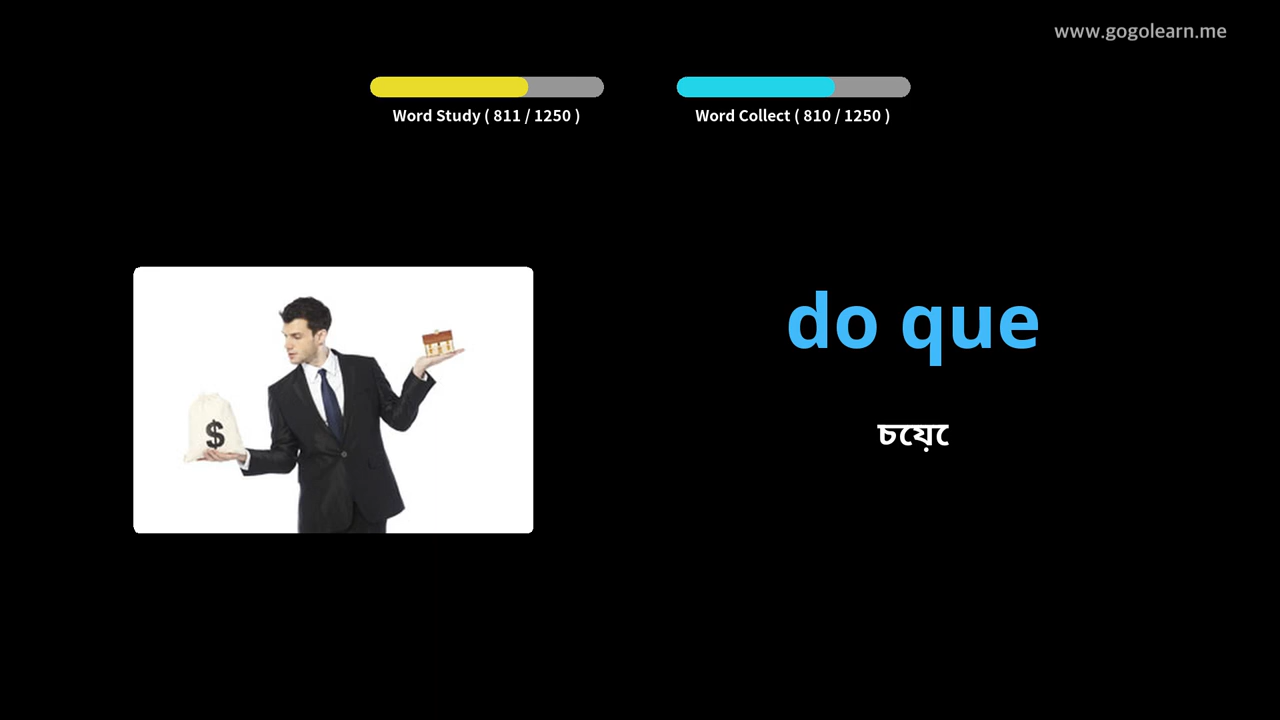 www.gogolearn.me
Word Study ( 811 / 1250 )
Word Collect ( 810 / 1250 )
$
do que
চেয়ে